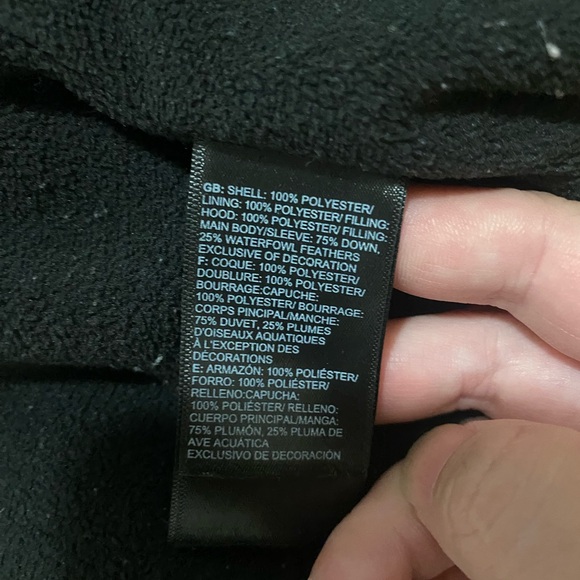 GB: SHELL: 100% POLYESTER/
LINING: 100% POLYESTER/ FILLING:
HOOD: 100% POLYESTER/ FILLING:
MAIN BODY/SLEEVE: 75% DOWN,
25% WATERFOWL FEATHERS
EXCLUSIVE OF DECORATION
F: COQUE: 100% POLYESTER/
DOUBLURE: 100% POLYESTER/
BOURRAGE:CAPUCHE:
100% POLYESTER/ BOURRAGE:
CORPS PINCIPAL/MANCHE:
75% DUVET, 25% PLUMES
D'OISEAUX AQUATIQUES
À L'EXCEPTION DES
DÉCORATIONS
E: ARMAZÓN: 100% POLIÉSTER/
FORRO: 100% POLIÉSTER/
RELLENO:CAPUCHA:
100% POLIÉSTER/ RELLENO:
CUERPO PRINCIPAL/MANGA:
75% PLUMÓN, 25% PLUMA DE
AVE ACUÁTICA
EXCLUSIVO DE DECORACIÓN